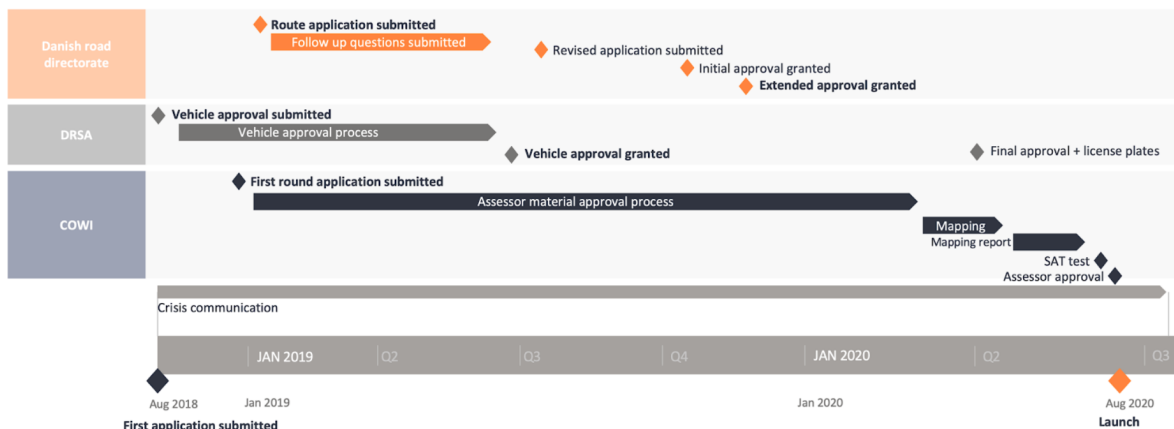 Danish road
directorate
Route application submitted
Follow up questions submitted
Revised application submitted
Initial approval granted
Extended approval granted
DRSA
Vehicle approval submitted
Vehicle approval process
Vehicle approval granted
Final approval + license plates
COWI
First round application submitted
Assessor material approval process
Mapping
Mapping report
SAT test
Assessor approval
Crisis communication
JAN 2019
Q2
Q3
Q4
JAN 2020
Q2
Q3
Aug 2018
Jan 2019
Jan 2020
Aug 2020
First application submitted
Launch